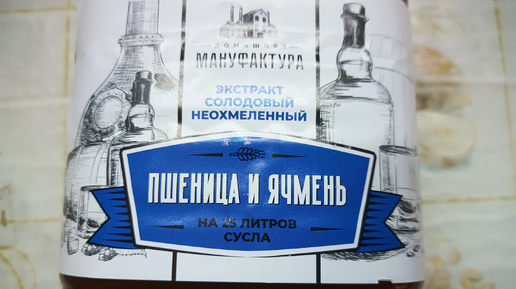 ДОМАШНЯЯ
МАНУФАКТУРА
ЭКСТРАКТ
СОЛОДОВЫЙ
НЕОХМЕЛЕННЫЙ
ПШЕНИЦА И ЯЧМЕНЬ
НА 25 ЛИТРОВ
СУСЛА